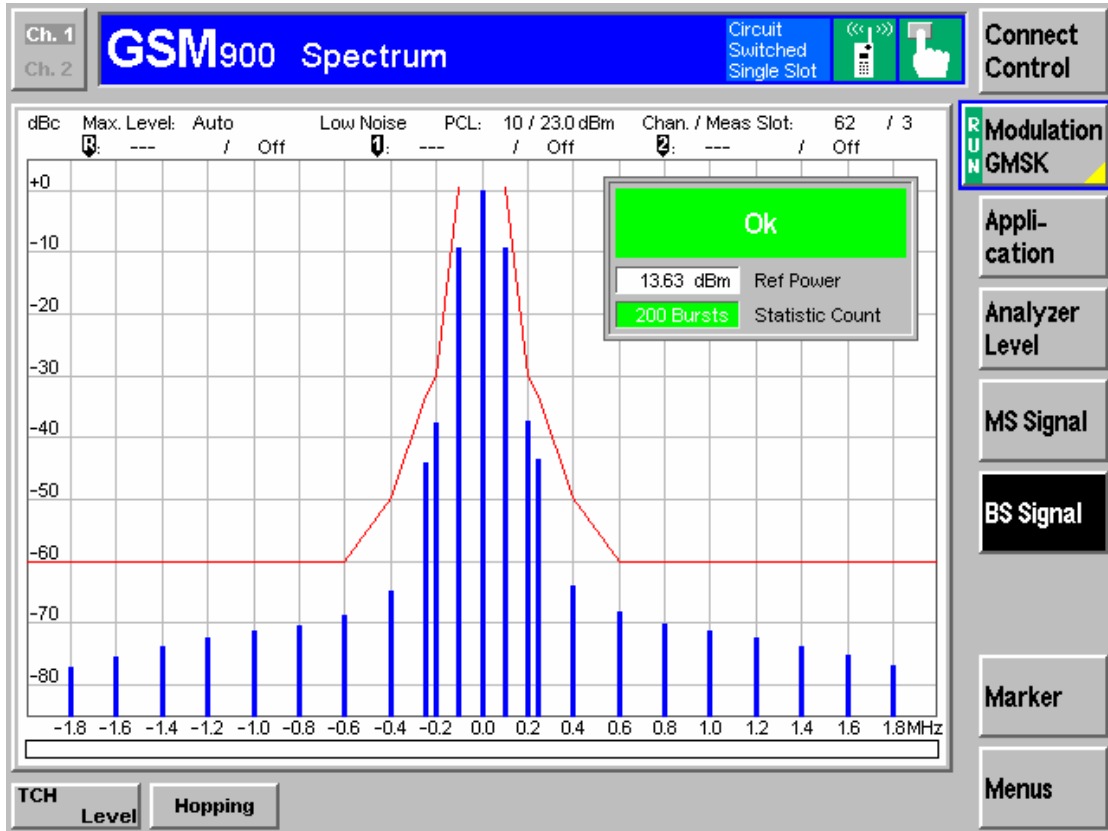 Ch. 1
Ch. 2
GSM900 Spectrum
Circuit
Switched
Single Slot
Connect
Control
dBc Max. Level: Auto Low Noise PCL: 10 / 23.0 dBm Chan. / Meas Slot: 62 / 3
R: --- / Off 1: --- / Off 2: --- / Off
RUN
Modulation
GMSK
+0
-10
-20
-30
-40
-50
-60
-70
-80
Ok
13.63 dBm Ref Power
200 Bursts Statistic Count
-1.8 -1.6 -1.4 -1.2 -1.0 -0.8 -0.6 -0.4 -0.2 0.0 0.2 0.4 0.6 0.8 1.0 1.2 1.4 1.6 1.8MHz
Appli-
cation
Analyzer
Level
MS Signal
BS Signal
Marker
Menus
TCH
Level
Hopping